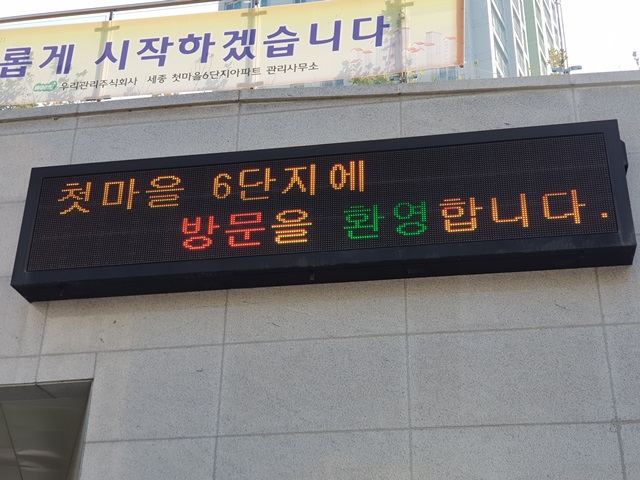 롭게 시작하겠습니다
우리관리주식회사 세종 첫마을6단지아파트 관리사무소
첫마을 6단지에
방문을 환영합니다.